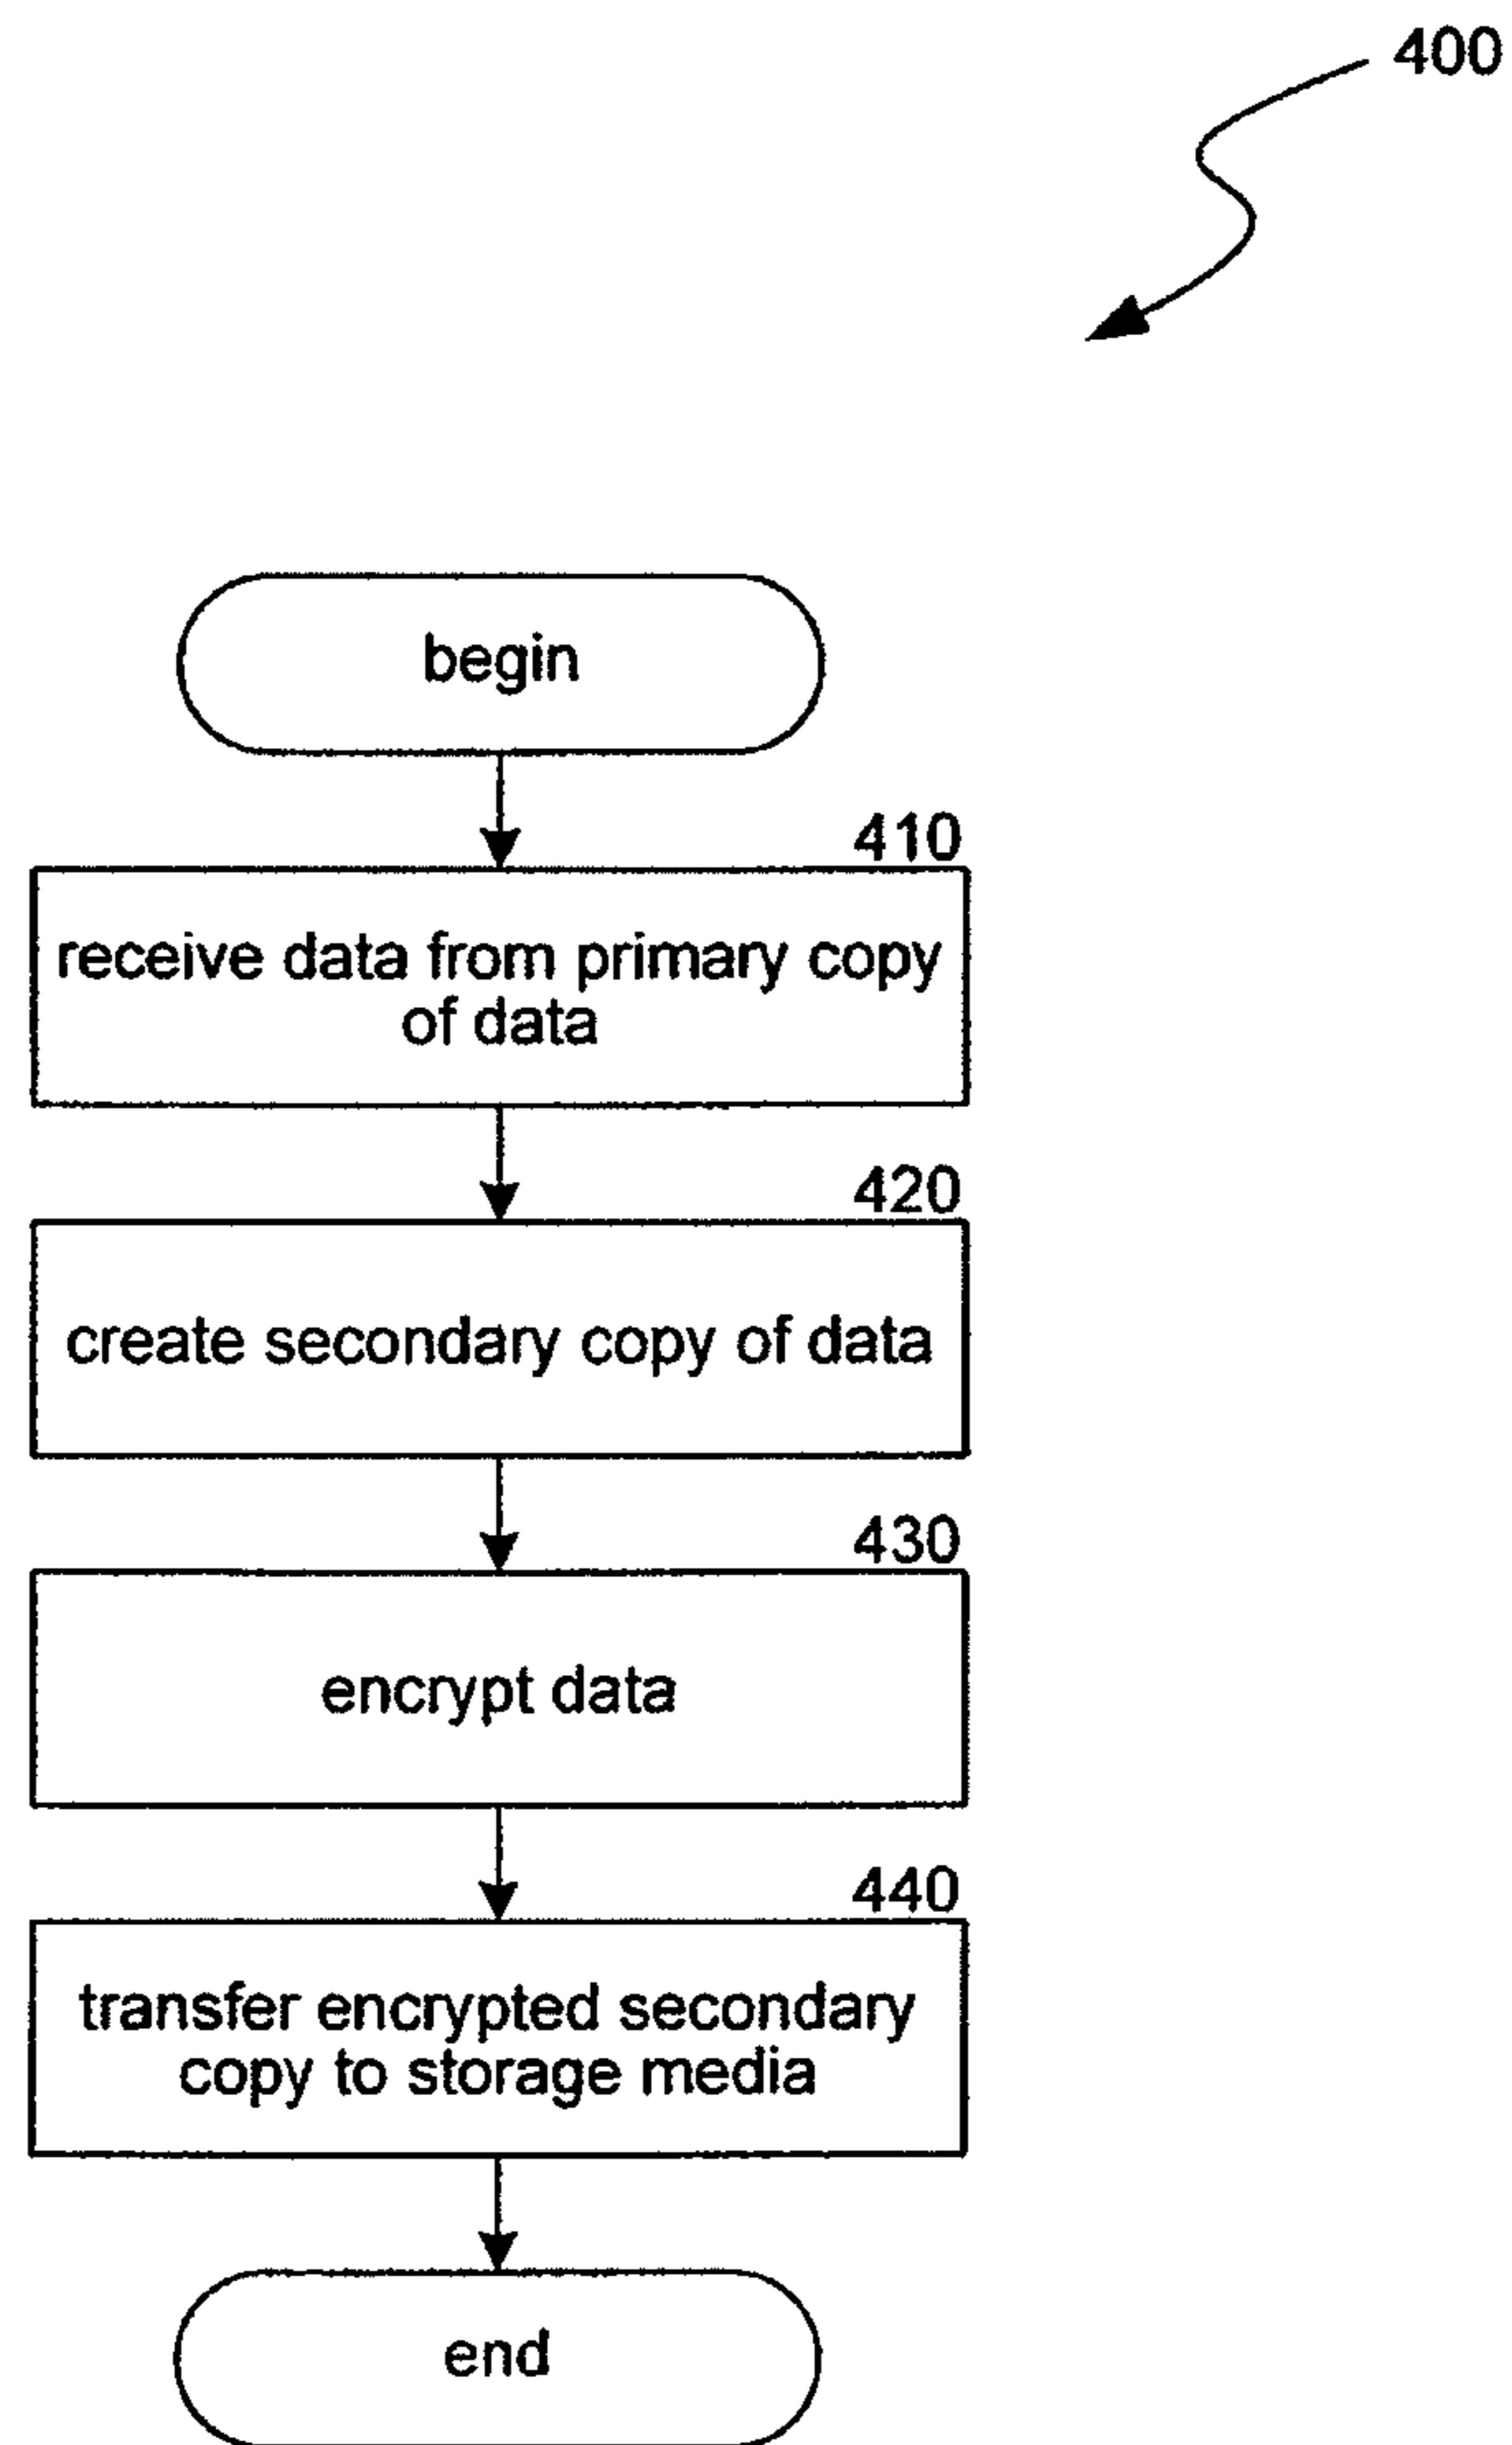 400
begin
410
receive data from primary copy
of data
420
create secondary copy of data
430
encrypt data
440
transfer encrypted secondary
copy to storage media
end